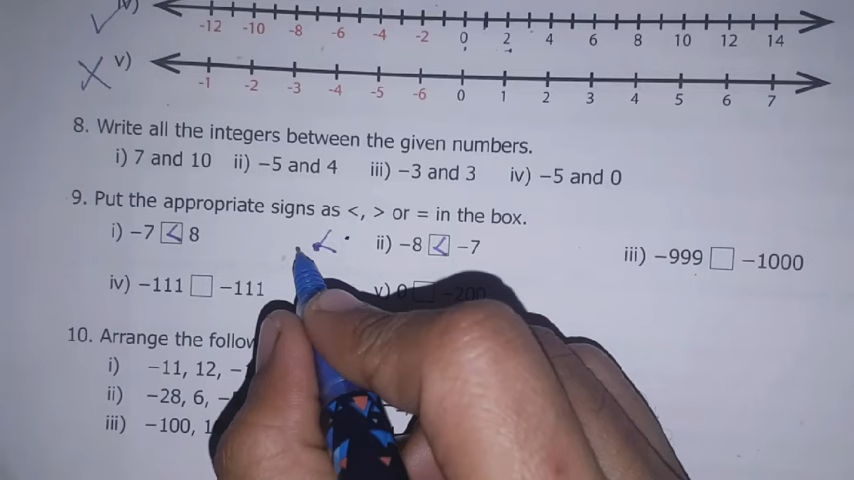 iv)
-12 -10 -8 -6 -4 -2 0 2 4 6 8 10 12 14
v)
-1 -2 -3 -4 -5 -6 0 1 2 3 4 5 6 7
8. Write all the integers between the given numbers.
i) 7 and 10 ii) −5 and 4 iii) −3 and 3 iv) −5 and 0
9. Put the appropriate signs as <, > or = in the box.
i) −7 < 8 < ii) −8 < −7 iii) −999 □ −1000
iv) −111 □ −111 v) 0 □ −200
10. Arrange the
i) −11, 12, −
ii) −28, 6, −
iii) −100,